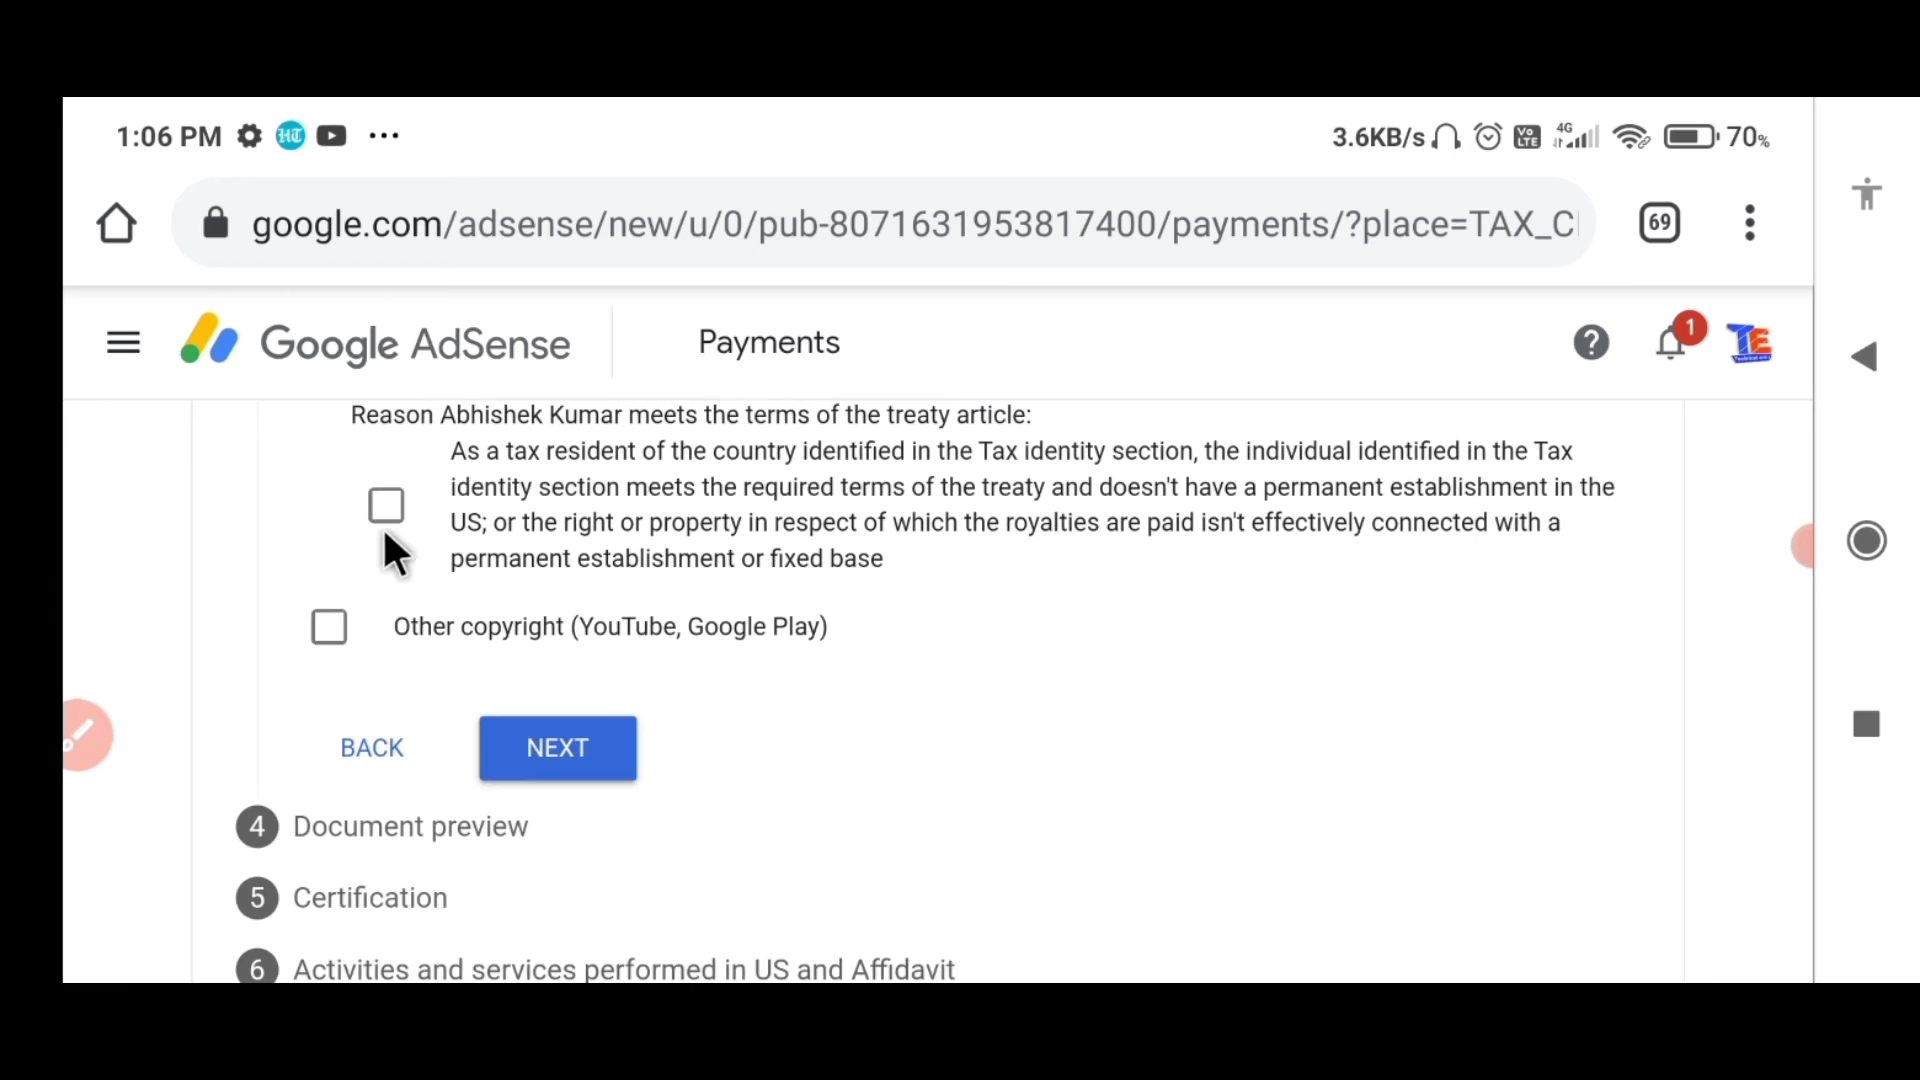 1:06 PM HT ... 3.6KB/s Vo LTE 4G 70%
google.com/adsense/new/u/0/pub-8071631953817400/payments/?place=TAX_C 69
Google AdSense Payments ? 1 TE
Reason Abhishek Kumar meets the terms of the treaty article:
As a tax resident of the country identified in the Tax identity section, the individual identified in the Tax
identity section meets the required terms of the treaty and doesn't have a permanent establishment in the
US; or the right or property in respect of which the royalties are paid isn't effectively connected with a
permanent establishment or fixed base
Other copyright (YouTube, Google Play)
BACK NEXT
4 Document preview
5 Certification
6 Activities and services performed in US and Affidavit